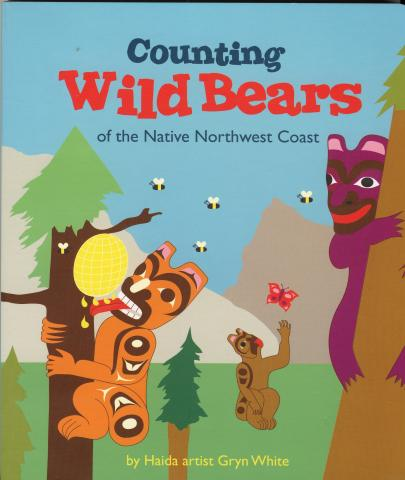 Counting
Wild Bears
of the Native Northwest Coast
by Haida artist Gryn White